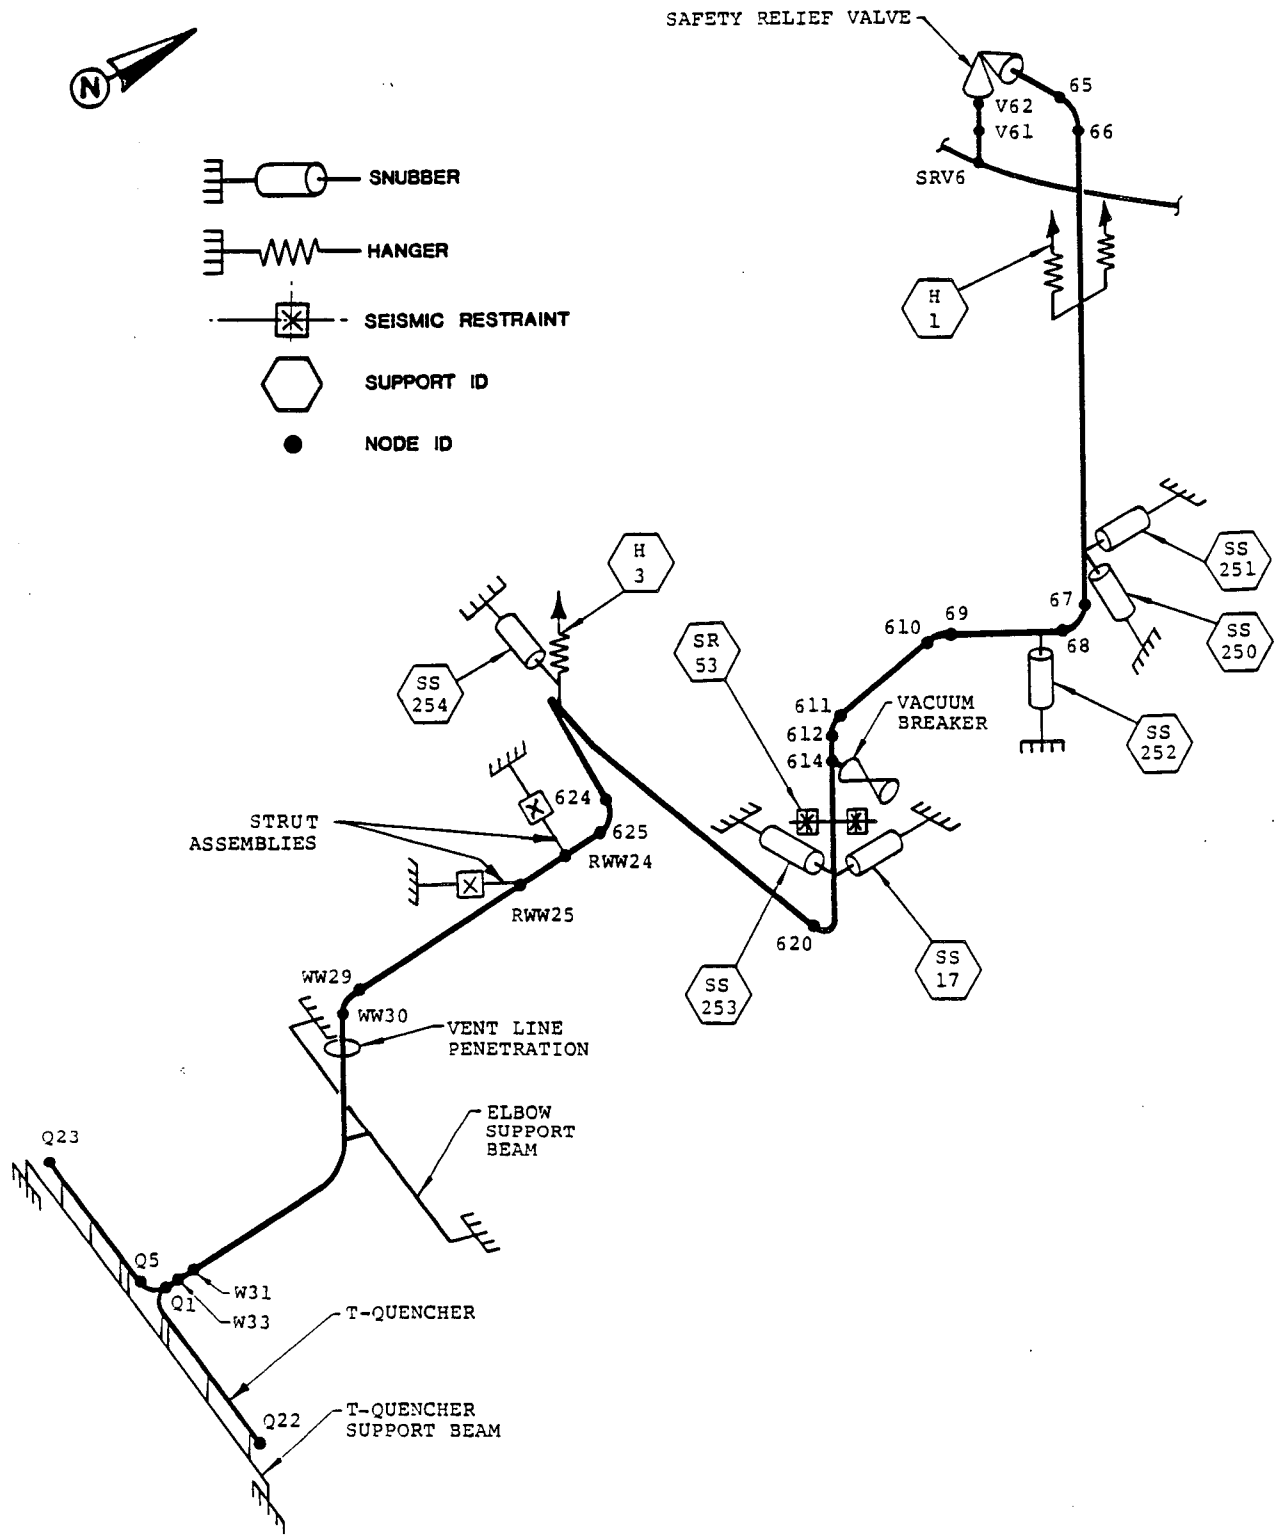 SAFETY RELIEF VALVE
N
65
V62
V61
66
SRV6
SNUBBER
HANGER
SEISMIC RESTRAINT
SUPPORT ID
NODE ID
H
1
SS
251
H
3
67
SS
250
69
610
68
SR
53
SS
254
611
VACUUM
BREAKER
612
SS
252
614
624
STRUT
ASSEMBLIES
625
RWW24
RWW25
620
SS
17
SS
253
WW29
WW30
VENT LINE
PENETRATION
ELBOW
SUPPORT
BEAM
Q23
Q5
W31
Q1
W33
T-QUENCHER
Q22
T-QUENCHER
SUPPORT BEAM